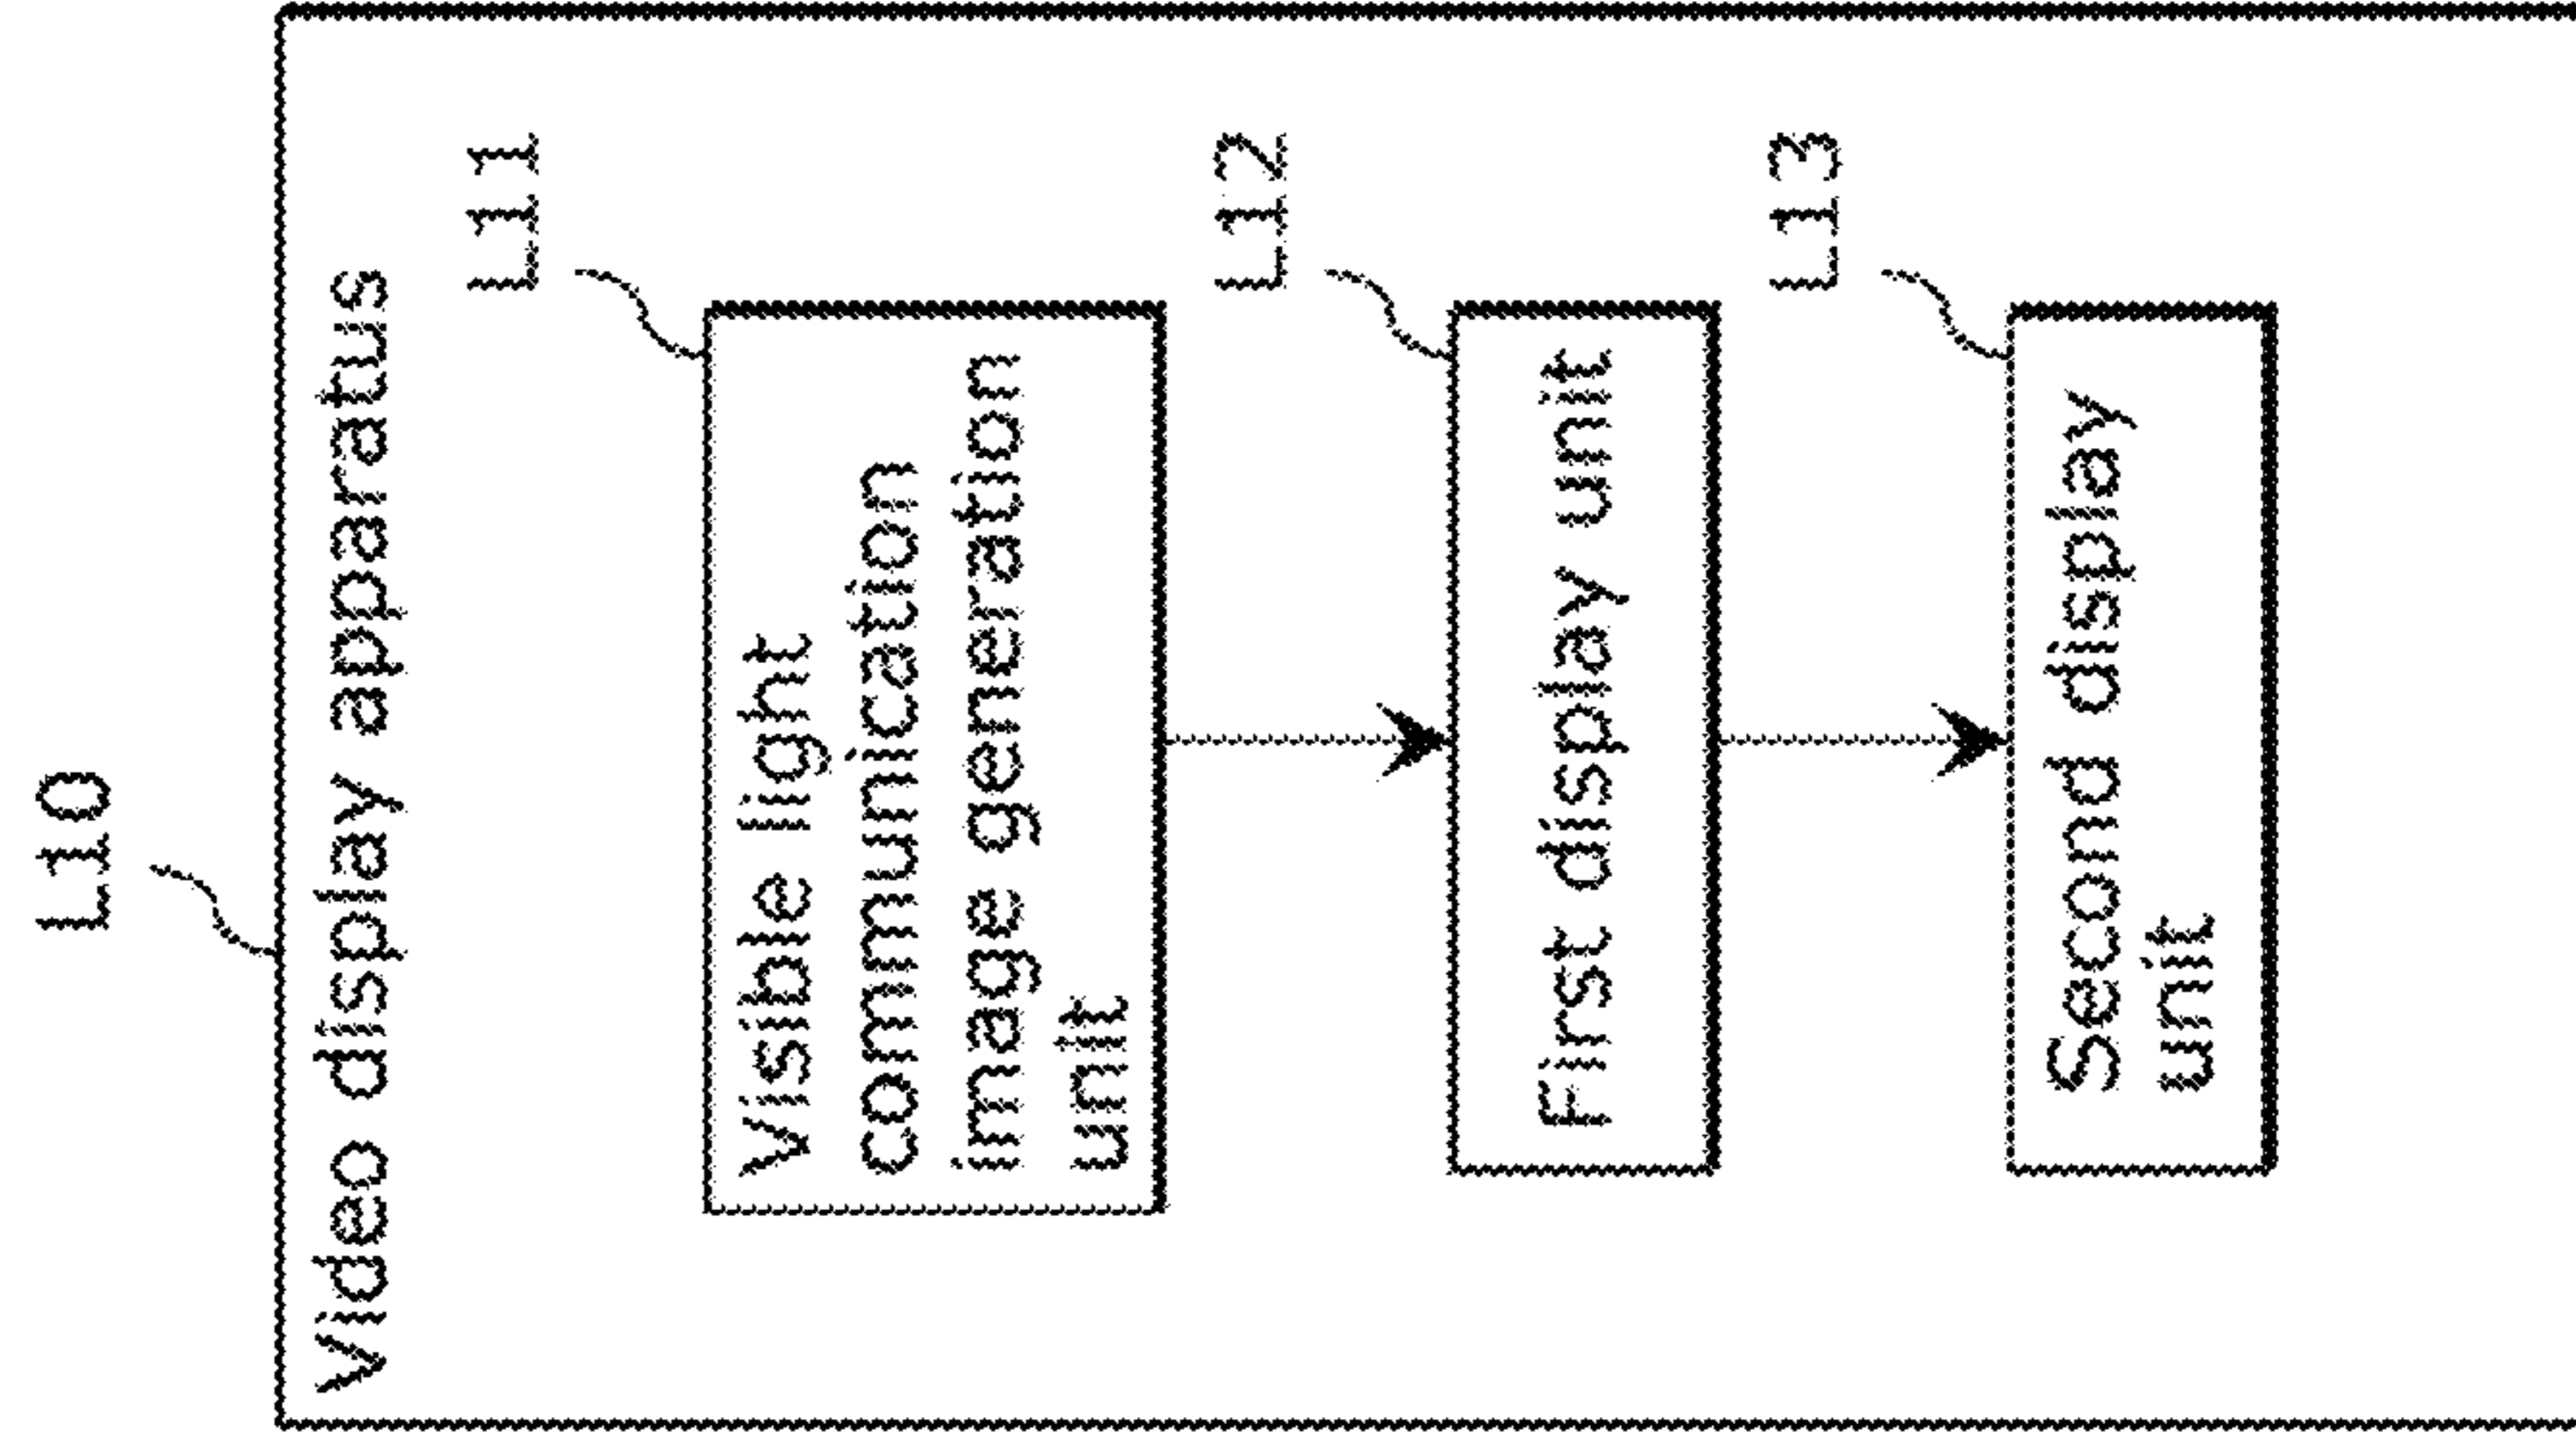 L10
Video display apparatus
L11
Visible light
communication
image generation
unit
L12
First display unit
L13
Second display
unit